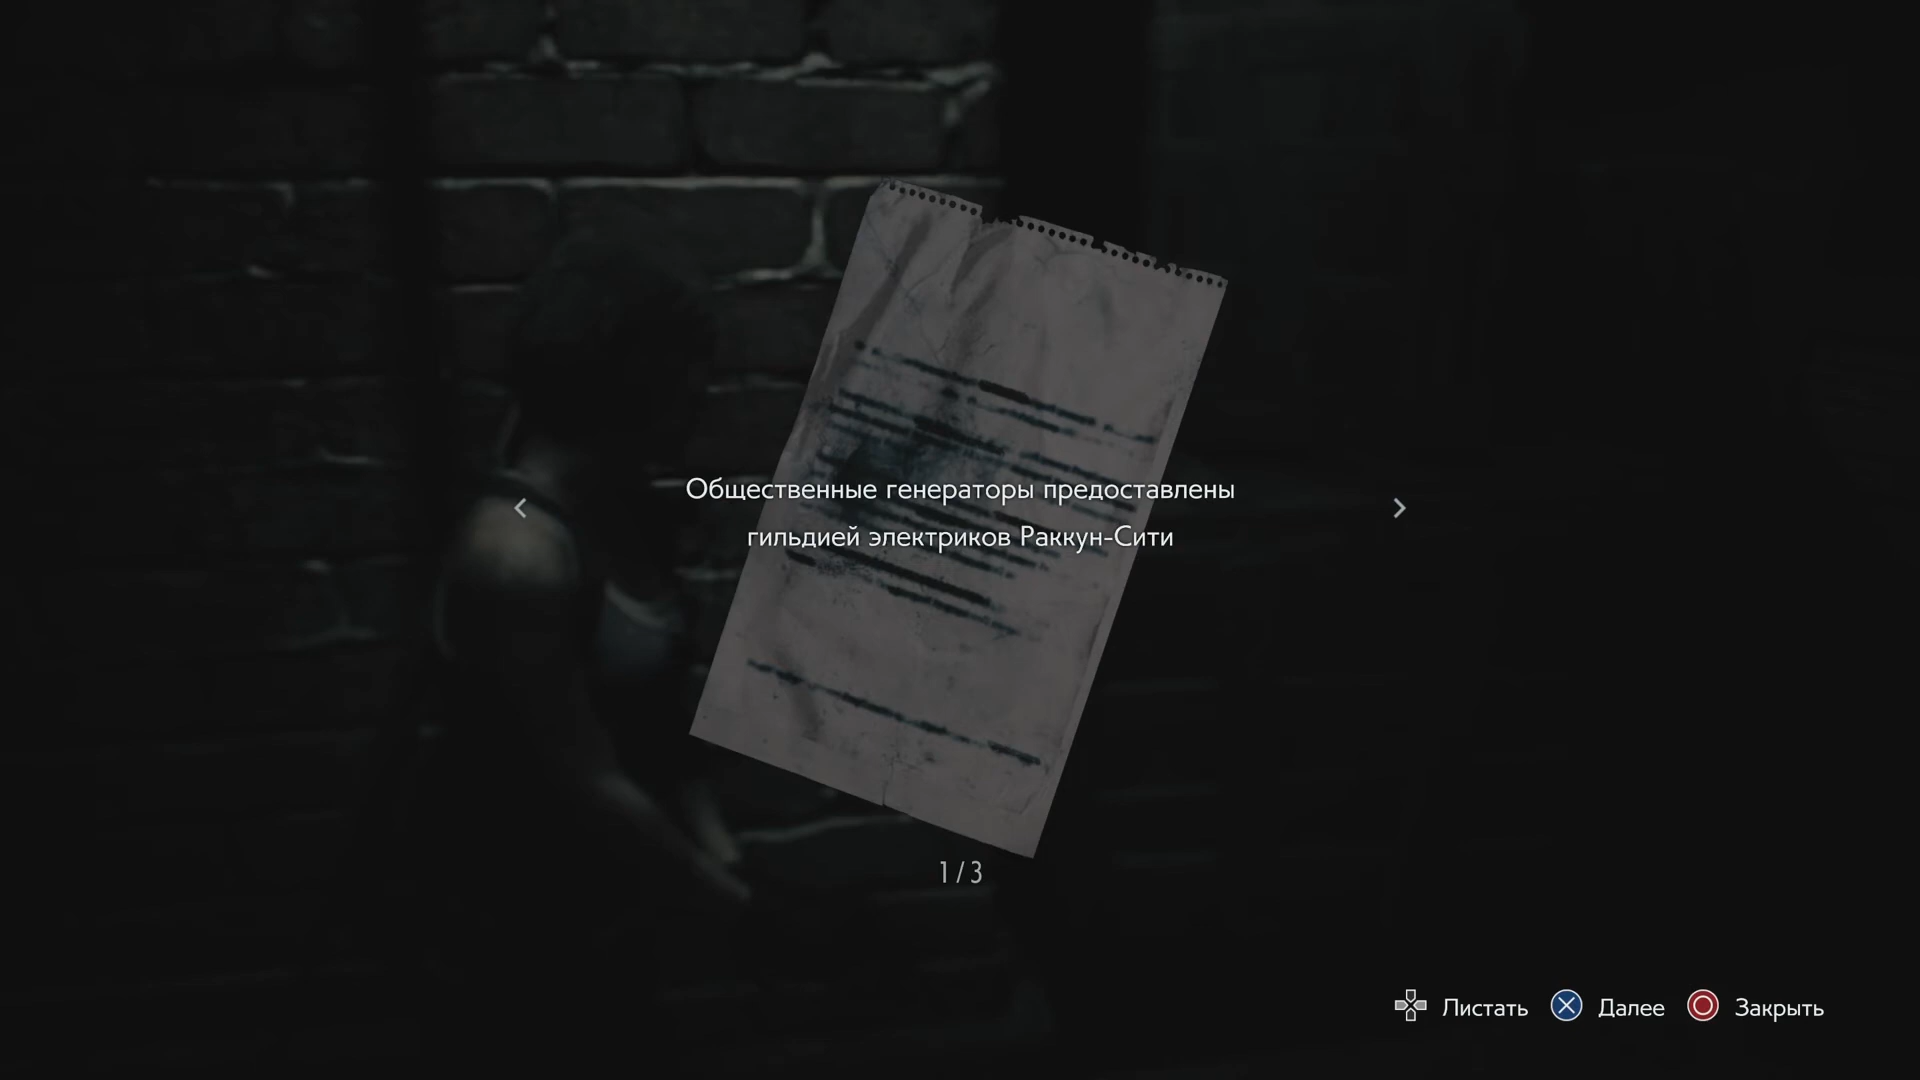 Общественные генераторы предоставлены
гильдией электриков Раккун-Сити
1 / 3
Листать
Далее
Закрыть